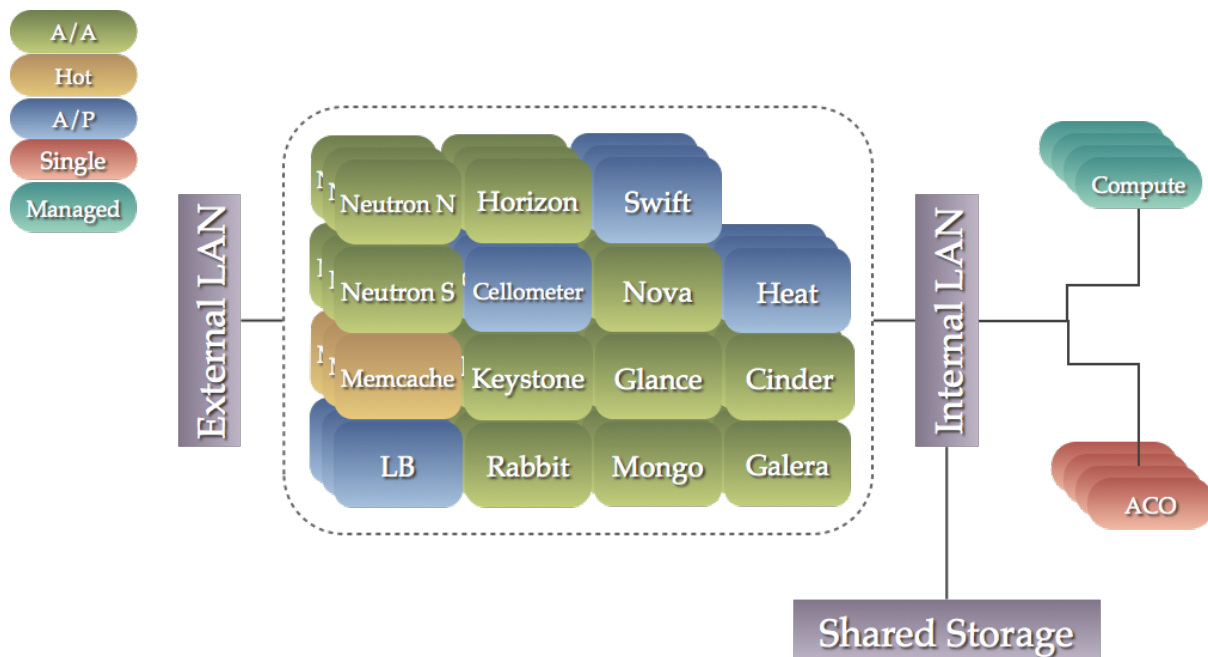 A/A
Hot
A/P
Single
Managed
External LAN
Neutron N
Horizon
Swift
Neutron S
Cellometer
Nova
Heat
Memcache
Keystone
Glance
Cinder
LB
Rabbit
Mongo
Galera
Internal LAN
Compute
ACO
Shared Storage